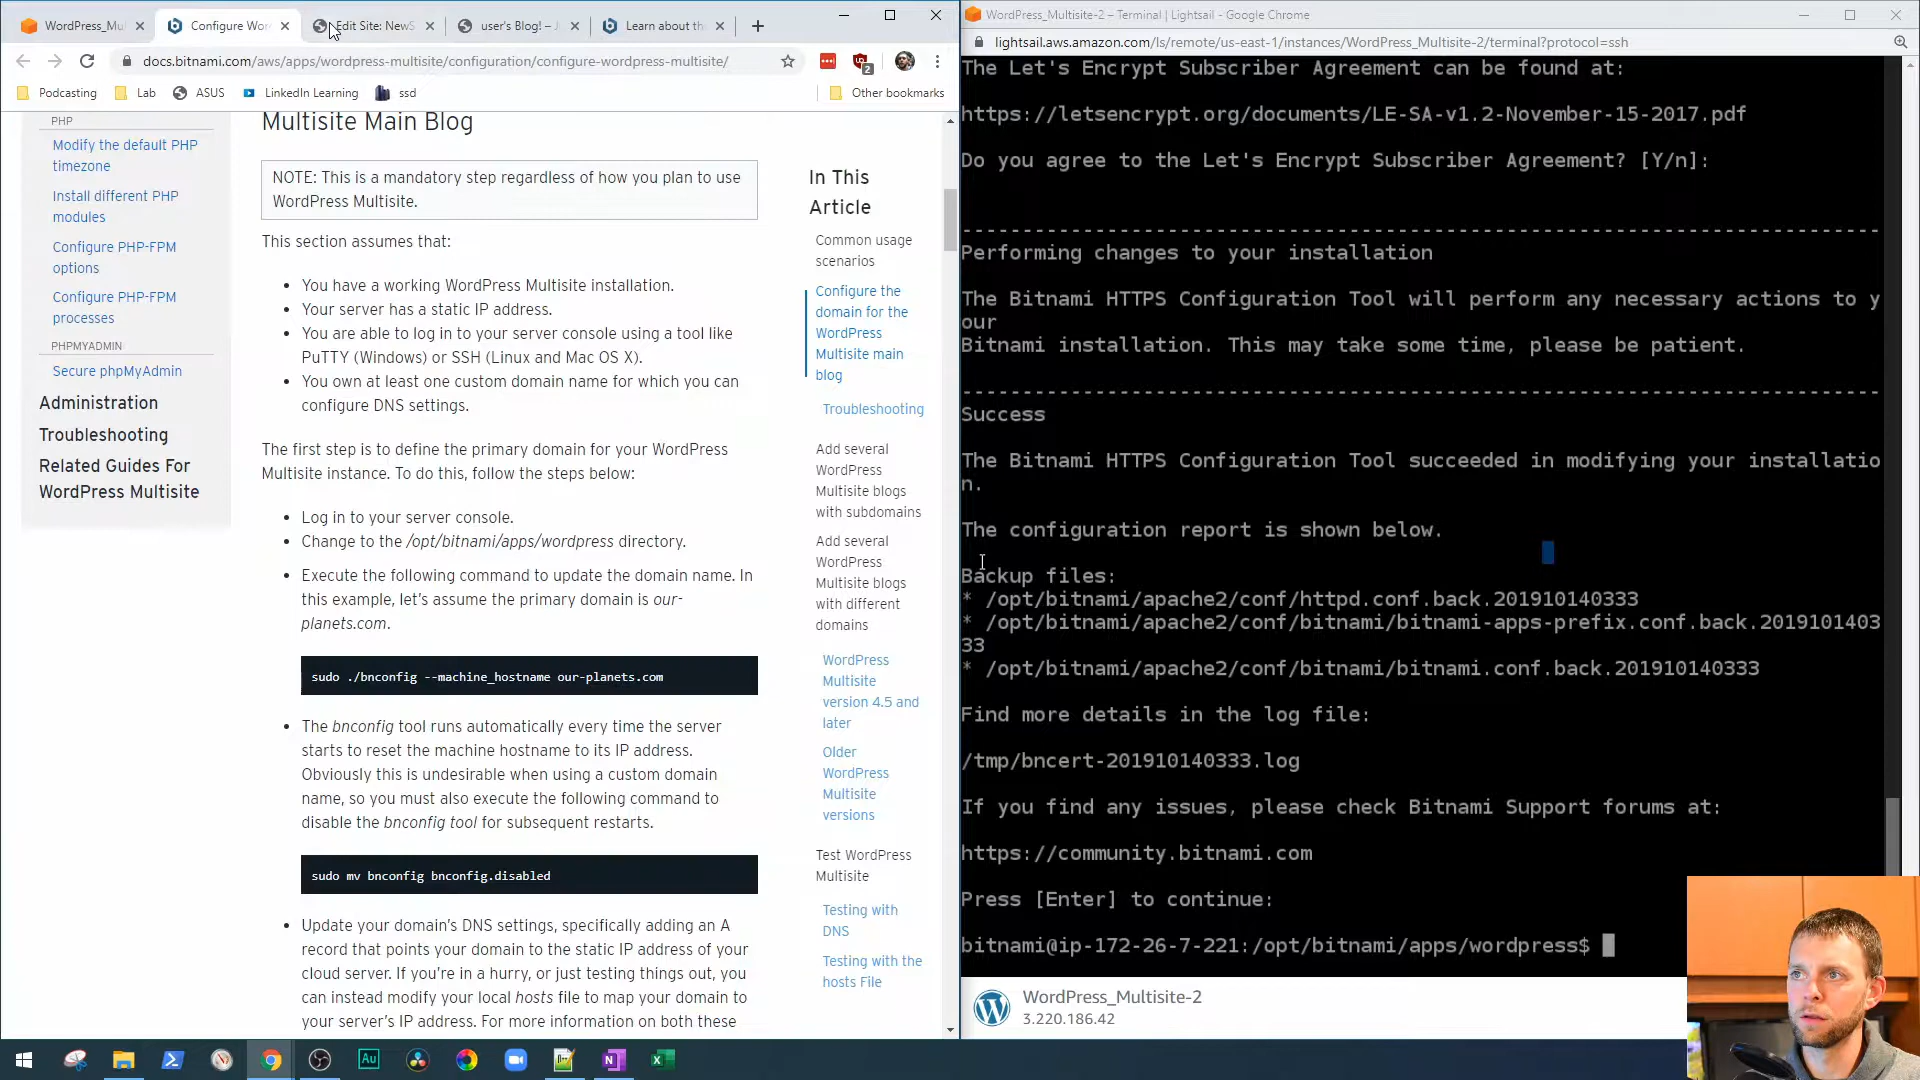 WordPress_Mu
Configure Wor
Edit Site: NewS
user's Blog! – J
Learn about th
docs.bitnami.com/aws/apps/wordpress-multisite/configuration/configure-wordpress-multisite/
2
Podcasting
Lab
ASUS
LinkedIn Learning
ssd
Other bookmarks
PHP
Modify the default PHP
timezone
Install different PHP
modules
Configure PHP-FPM
options
Configure PHP-FPM
processes
PHPMYADMIN
Secure phpMyAdmin
Administration
Troubleshooting
Related Guides For
WordPress Multisite
Multisite Main Blog
NOTE: This is a mandatory step regardless of how you plan to use
WordPress Multisite.
This section assumes that:
• You have a working WordPress Multisite installation.
• Your server has a static IP address.
• You are able to log in to your server console using a tool like
PuTTY (Windows) or SSH (Linux and Mac OS X).
• You own at least one custom domain name for which you can
configure DNS settings.
The first step is to define the primary domain for your WordPress
Multisite instance. To do this, follow the steps below:
• Log in to your server console.
• Change to the /opt/bitnami/apps/wordpress directory.
• Execute the following command to update the domain name. In
this example, let's assume the primary domain is our-
planets.com.
sudo ./bnconfig --machine_hostname our-planets.com
• The bnconfig tool runs automatically every time the server
starts to reset the machine hostname to its IP address.
Obviously this is undesirable when using a custom domain
name, so you must also execute the following command to
disable the bnconfig tool for subsequent restarts.
sudo mv bnconfig bnconfig.disabled
• Update your domain's DNS settings, specifically adding an A
record that points your domain to the static IP address of your
cloud server. If you're in a hurry, or just testing things out, you
can instead modify your local hosts file to map your domain to
your server's IP address. For more information on both these
In This
Article
Common usage
scenarios
Configure the
domain for the
WordPress
Multisite main
blog
Troubleshooting
Add several
WordPress
Multisite blogs
with subdomains
Add several
WordPress
Multisite blogs
with different
domains
WordPress
Multisite
version 4.5 and
later
Older
WordPress
Multisite
versions
Test WordPress
Multisite
Testing with
DNS
Testing with the
hosts File
WordPress_Multisite-2 – Terminal | Lightsail - Google Chrome
lightsail.aws.amazon.com/ls/remote/us-east-1/instances/WordPress_Multisite-2/terminal?protocol=ssh
The Let's Encrypt Subscriber Agreement can be found at:
https://letsencrypt.org/documents/LE-SA-v1.2-November-15-2017.pdf
Do you agree to the Let's Encrypt Subscriber Agreement? [Y/n]:
----------------------------------------------------------------------------
Performing changes to your installation
The Bitnami HTTPS Configuration Tool will perform any necessary actions to y
our
Bitnami installation. This may take some time, please be patient.
----------------------------------------------------------------------------
Success
The Bitnami HTTPS Configuration Tool succeeded in modifying your installatio
n.
The configuration report is shown below.
Backup files:
* /opt/bitnami/apache2/conf/httpd.conf.back.201910140333
* /opt/bitnami/apache2/conf/bitnami/bitnami-apps-prefix.conf.back.2019101403
33
* /opt/bitnami/apache2/conf/bitnami/bitnami.conf.back.201910140333
Find more details in the log file:
/tmp/bncert-201910140333.log
If you find any issues, please check Bitnami Support forums at:
https://community.bitnami.com
Press [Enter] to continue:
bitnami@ip-172-26-7-221:/opt/bitnami/apps/wordpress$
WordPress_Multisite-2
3.220.186.42
Au